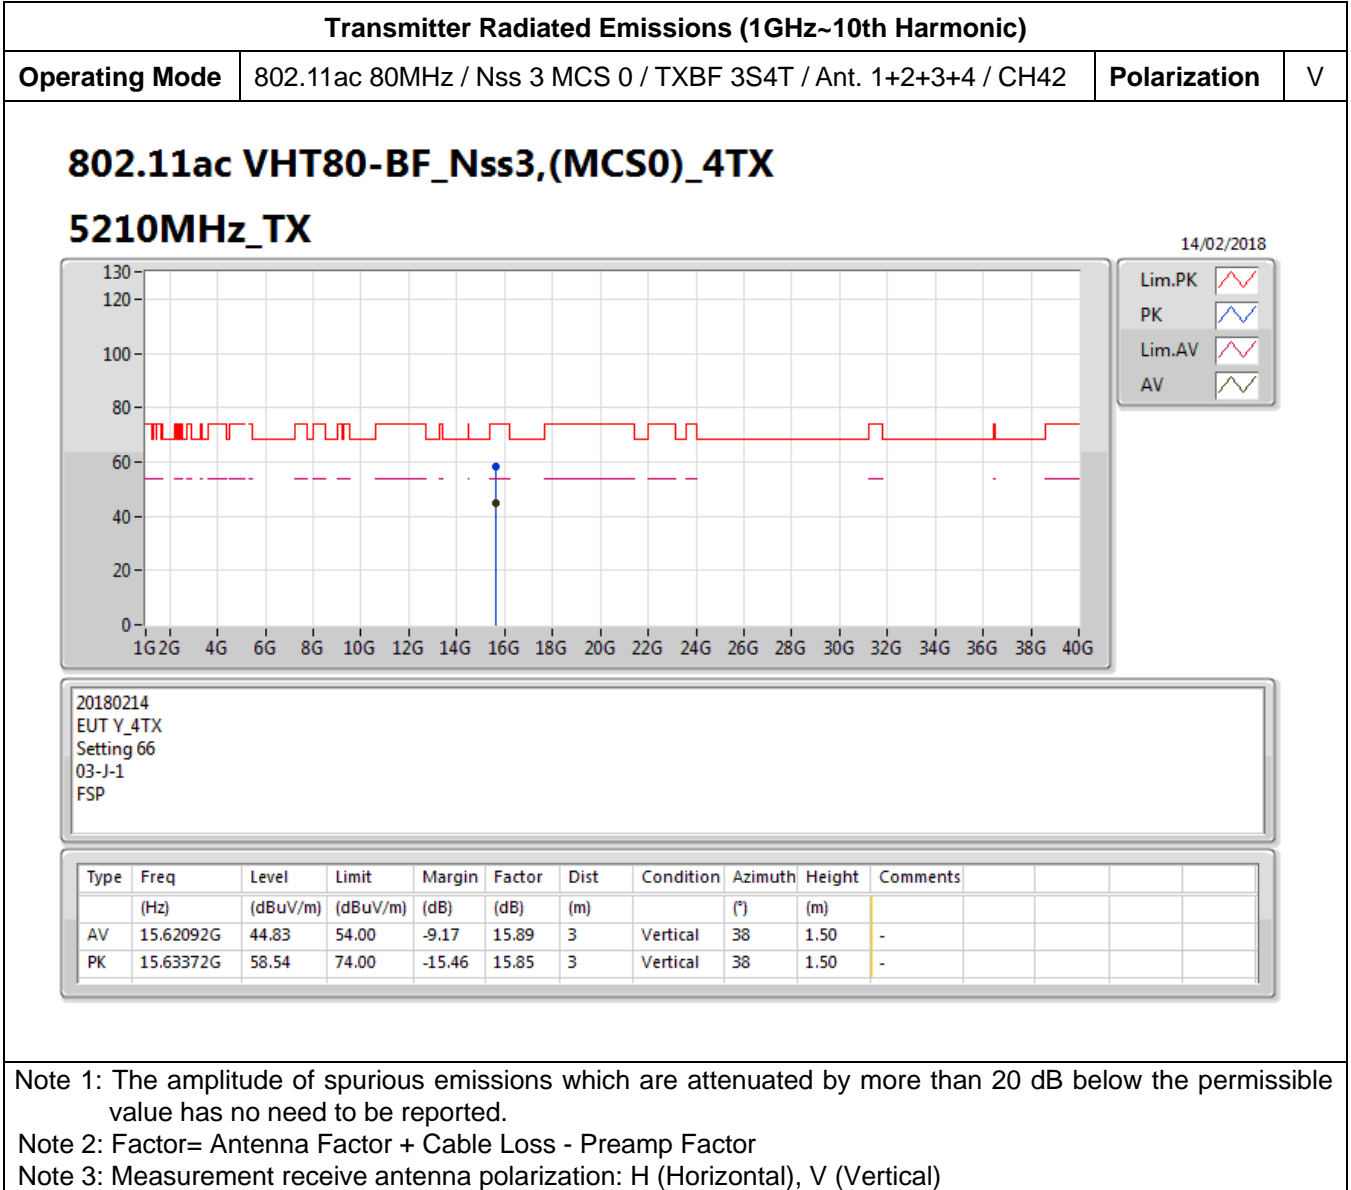 Transmitter Radiated Emissions (1GHz~10th Harmonic)
Operating Mode 802.11ac 80MHz / Nss 3 MCS 0 / TXBF 3S4T / Ant. 1+2+3+4 / CH42 Polarization V
802.11ac VHT80-BF_Nss3,(MCS0)_4TX
5210MHz_TX
14/02/2018
130
120
100
80
60
40
20
0
1G 2G 4G 6G 8G 10G 12G 14G 16G 18G 20G 22G 24G 26G 28G 30G 32G 34G 36G 38G 40G
Lim.PK
PK
Lim.AV
AV
20180214
EUT Y_4TX
Setting 66
03-J-1
FSP
Type Freq Level Limit Margin Factor Dist Condition Azimuth Height Comments
(Hz) (dBuV/m) (dBuV/m) (dB) (dB) (m) (°) (m)
AV 15.62092G 44.83 54.00 -9.17 15.89 3 Vertical 38 1.50 -
PK 15.63372G 58.54 74.00 -15.46 15.85 3 Vertical 38 1.50 -
Note 1: The amplitude of spurious emissions which are attenuated by more than 20 dB below the permissible
value has no need to be reported.
Note 2: Factor= Antenna Factor + Cable Loss - Preamp Factor
Note 3: Measurement receive antenna polarization: H (Horizontal), V (Vertical)